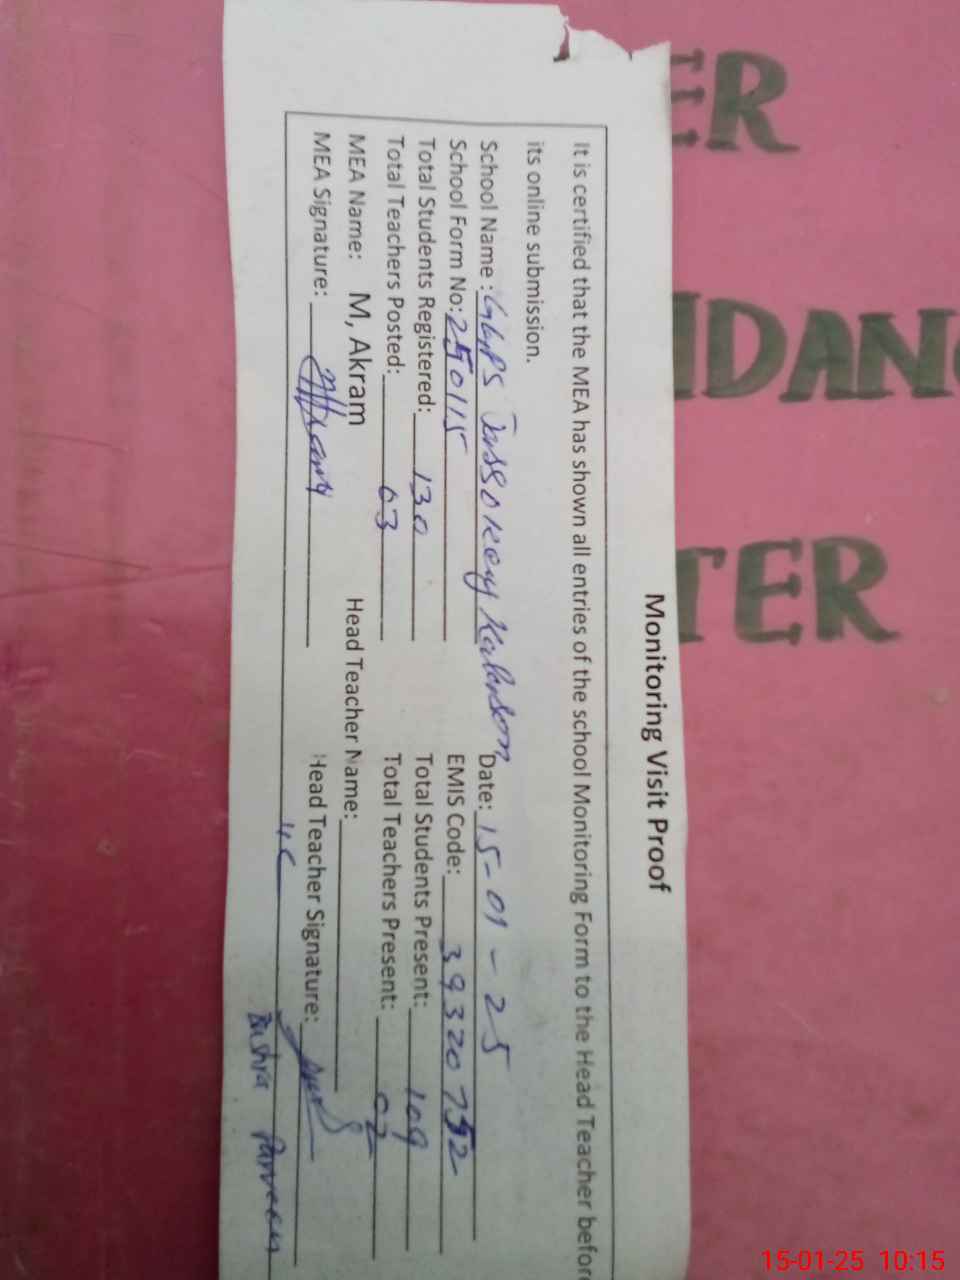 ER
IDAN
TER
Monitoring Visit Proof
It is certified that the MEA has shown all entries of the school Monitoring Form to the Head Teacher before
its online submission.
School Name : GGPS Date: 15-01-25
School Form No: 250115 EMIS Code: 39320752
Total Students Registered: 130 Total Students Present: 109
Total Teachers Posted: 03 Total Teachers Present: 02
MEA Name: M, Akram Head Teacher Name:
MEA Signature: Head Teacher Signature:
Bushra Parveen
15-01-25 10:15